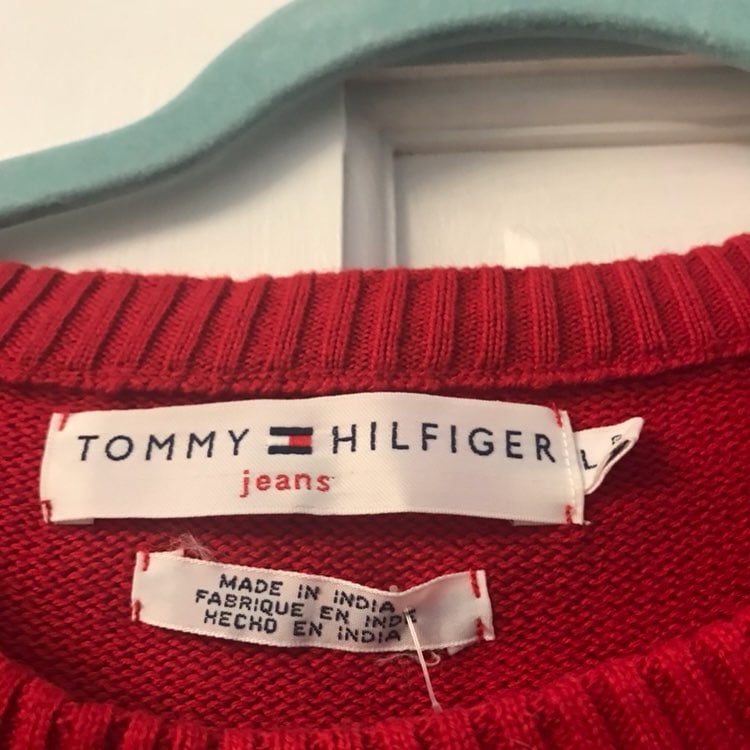 TOMMY HILFIGER
jeans
MADE IN INDIA
FABRIQUE EN INDE
HECHO EN INDIA